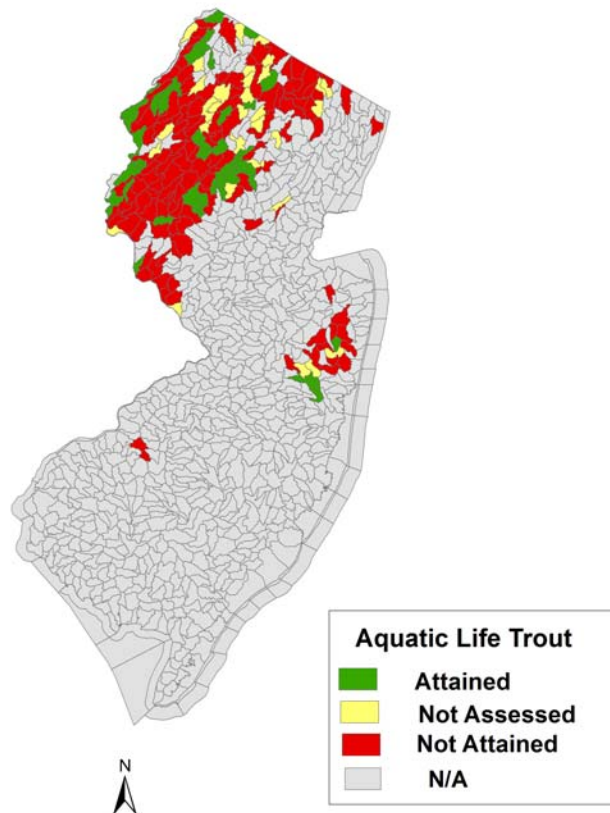 Aquatic Life Trout
Attained
Not Assessed
Not Attained
N/A
N